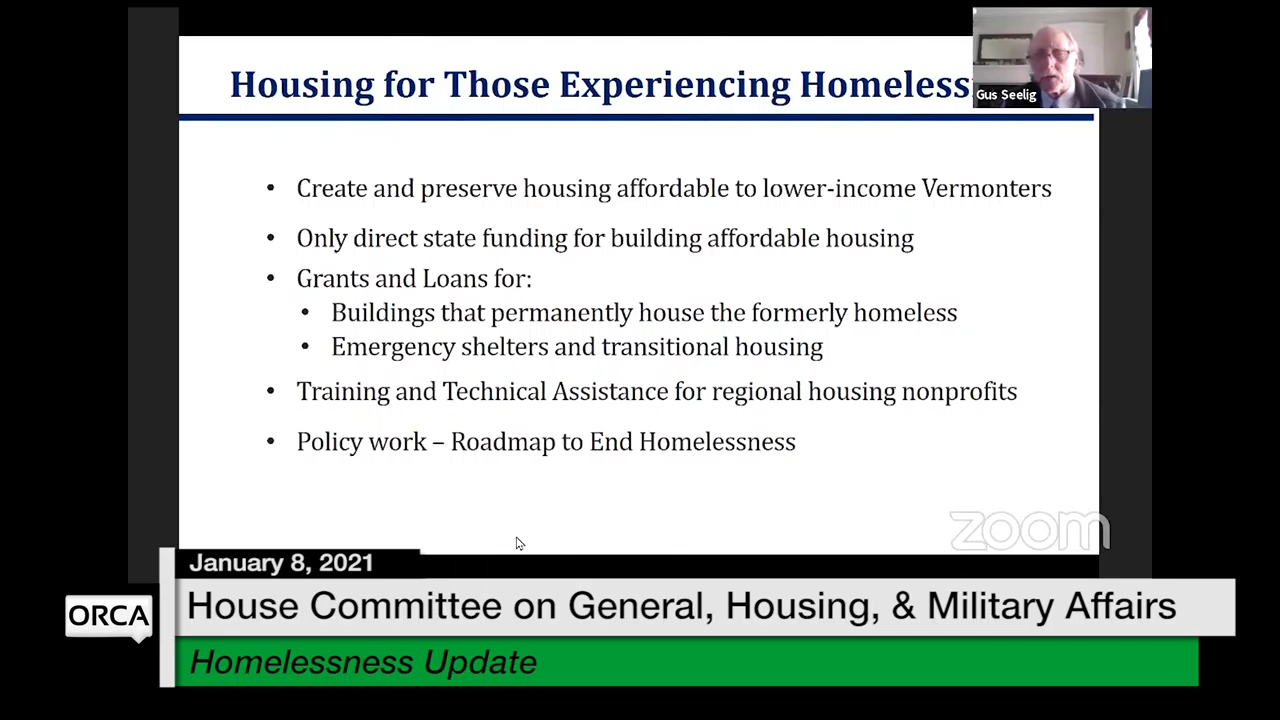 Housing for Those Experiencing Homeless
Gus Seelig
• Create and preserve housing affordable to lower-income Vermonters
• Only direct state funding for building affordable housing
• Grants and Loans for:
• Buildings that permanently house the formerly homeless
• Emergency shelters and transitional housing
• Training and Technical Assistance for regional housing nonprofits
• Policy work – Roadmap to End Homelessness
zoom
January 8, 2021
ORCA
House Committee on General, Housing, & Military Affairs
Homelessness Update